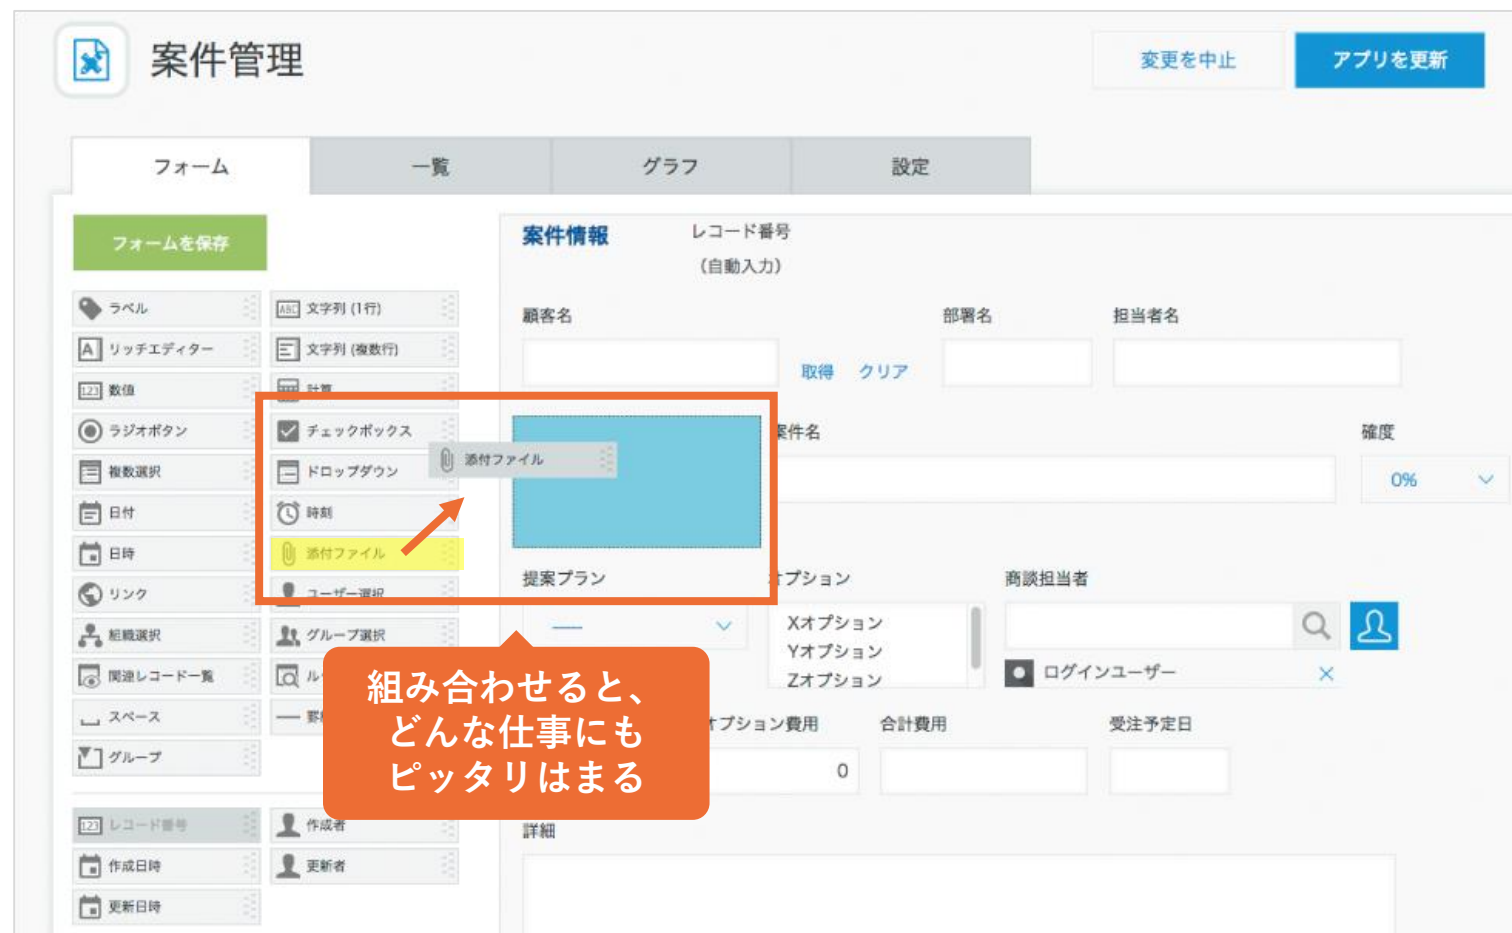 案件管理
変更を中止
アプリを更新
フォーム
一覧
グラフ
設定
フォームを保存
ラベル
文字列 (1行)
リッチエディター
文字列 (複数行)
数値
計算
ラジオボタン
チェックボックス
複数選択
ドロップダウン
日付
時刻
日時
添付ファイル
リンク
ユーザー選択
組織選択
グループ選択
関連レコード一覧
ル
スペース
罫
グループ
レコード番号
作成者
作成日時
更新者
更新日時
添付ファイル
組み合わせると、
どんな仕事にも
ピッタリはまる
案件情報
レコード番号
(自動入力)
顧客名
取得
クリア
部署名
担当者名
案件名
確度
0%
提案プラン
オプション
Xオプション
Yオプション
Zオプション
商談担当者
ログインユーザー
オプション費用
0
合計費用
受注予定日
詳細